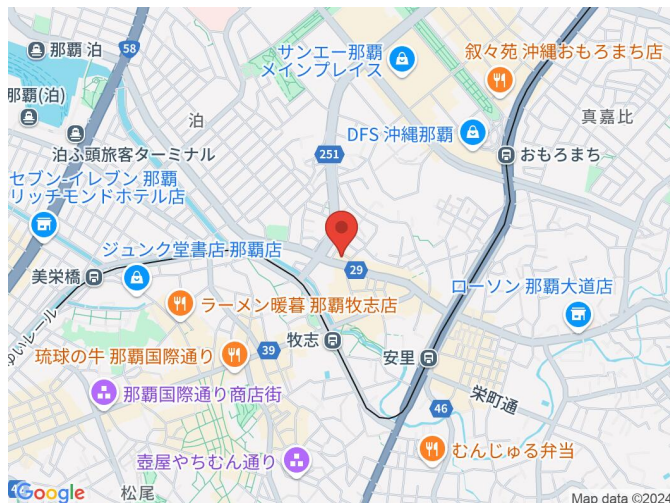 那覇 泊
58
サンエー那覇
メインプレイス
叙々苑 沖縄おもろまち店
那覇(泊)
泊
真嘉比
DFS 沖縄那覇
泊ふ頭旅客ターミナル
251
おもろまち
セブン-イレブン 那覇
リッチモンドホテル店
ジュンク堂書店 那覇店
美栄橋
29
ローソン 那覇大道店
ラーメン暖暮 那覇牧志店
ゆいレール
牧志
琉球の牛 那覇国際通り
39
安里
那覇国際通り商店街
栄町通
46
むんじゅる弁当
壺屋やちむん通り
松尾
Google
Map data ©2024